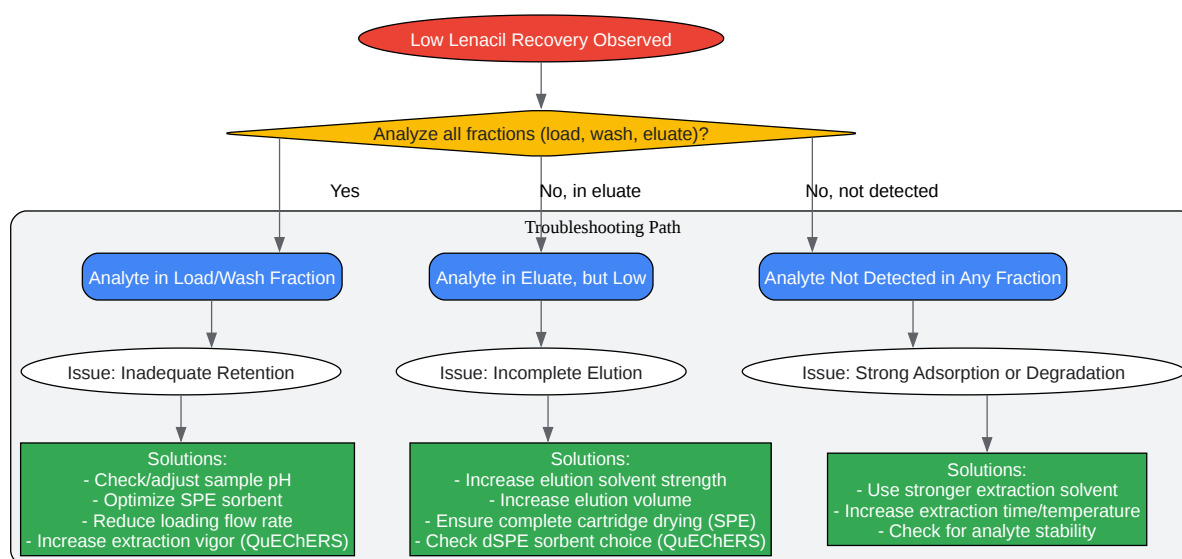 Low Lenacil Recovery Observed
Analyze all fractions (load, wash, eluate)?
Yes
No, in eluate
No, not detected
Troubleshooting Path
Analyte in Load/Wash Fraction
Analyte in Eluate, but Low
Analyte Not Detected in Any Fraction
Issue: Inadequate Retention
Issue: Incomplete Elution
Issue: Strong Adsorption or Degradation
Solutions:
- Check/adjust sample pH
- Optimize SPE sorbent
- Reduce loading flow rate
- Increase extraction vigor (QuEChERS)
Solutions:
- Increase elution solvent strength
- Increase elution volume
- Ensure complete cartridge drying (SPE)
- Check dSPE sorbent choice (QuEChERS)
Solutions:
- Use stronger extraction solvent
- Increase extraction time/temperature
- Check for analyte stability